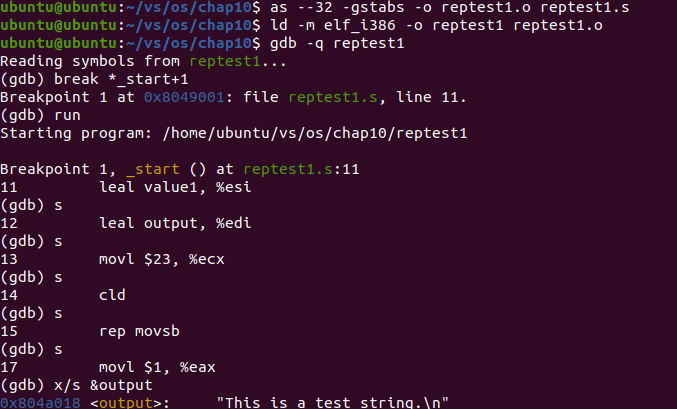 ubuntu@ubuntu:~/vs/os/chap10$ as --32 -gstabs -o reptest1.o reptest1.s
ubuntu@ubuntu:~/vs/os/chap10$ ld -m elf_i386 -o reptest1 reptest1.o
ubuntu@ubuntu:~/vs/os/chap10$ gdb -q reptest1
Reading symbols from reptest1...
(gdb) break *_start+1
Breakpoint 1 at 0x8049001: file reptest1.s, line 11.
(gdb) run
Starting program: /home/ubuntu/vs/os/chap10/reptest1
Breakpoint 1, _start () at reptest1.s:11
11 leal value1, %esi
(gdb) s
12 leal output, %edi
(gdb) s
13 movl $23, %ecx
(gdb) s
14 cld
(gdb) s
15 rep movsb
(gdb) s
17 movl $1, %eax
(gdb) x/s &output
0x804a018 <output>: "This is a test string.\n"